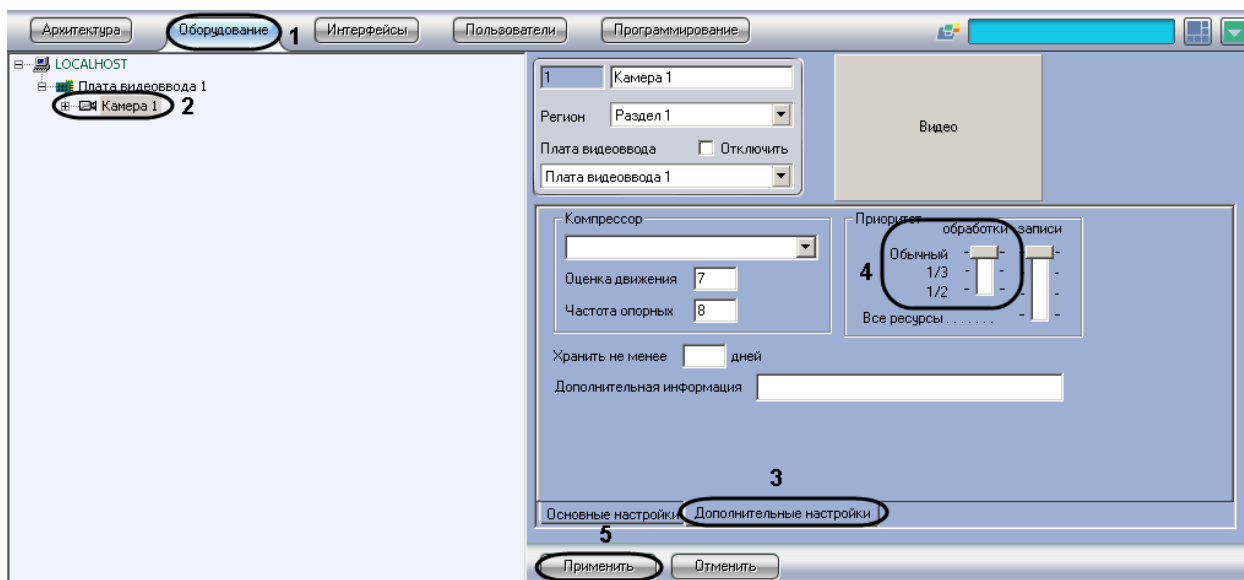 Архитектура Оборудование 1 Интерфейсы Пользователи Программирование
LOCALHOST
Плата видеоввода 1
Камера 1 2
1 Камера 1
Регион Раздел 1
Плата видеоввода Отключить
Плата видеоввода 1
Видео
Компрессор
Оценка движения 7
Частота опорных 8
Приоритет
обработки записи
Обычный
4 1/3
1/2
Все ресурсы . . . . . . .
Хранить не менее дней
Дополнительная информация
3
Основные настройки Дополнительные настройки
5
Применить Отменить